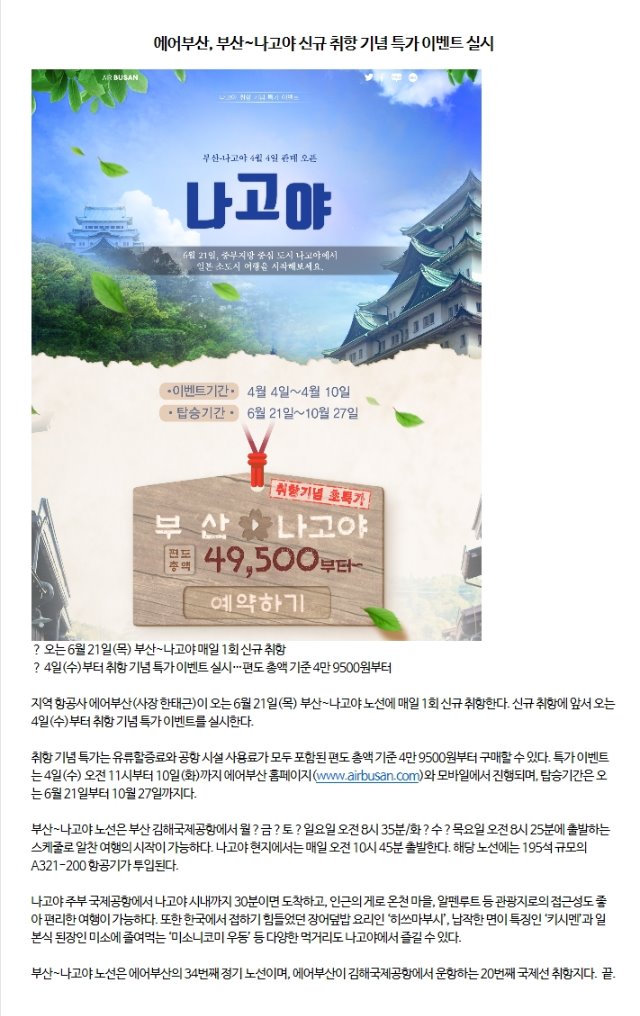 에어부산, 부산~나고야 신규 취항 기념 특가 이벤트 실시
AIR BUSAN
나고야 취항 기념 특가 이벤트
부산-나고야 4월 4일 판매 오픈
나고야
6월 21일, 중부지방 중심 도시 나고야에서
일본 소도시 여행을 시작해보세요.
•이벤트기간• 4월 4일~4월 10일
• 탑승기간 • 6월 21일~10월 27일
취항기념 초특가
부산 나고야
편도
총액 49,500부터~
예약하기
? 오는 6월 21일(목) 부산~나고야 매일 1회 신규 취항
? 4일(수)부터 취항 기념 특가 이벤트 실시…편도 총액 기준 4만 9500원부터
지역 항공사 에어부산(사장 한태근)이 오는 6월 21일(목) 부산~나고야 노선에 매일 1회 신규 취항한다. 신규 취항에 앞서 오는
4일(수)부터 취항 기념 특가 이벤트를 실시한다.
취항 기념 특가는 유류할증료와 공항 시설 사용료가 모두 포함된 편도 총액 기준 4만 9500원부터 구매할 수 있다. 특가 이벤트
는 4일(수) 오전 11시부터 10일(화)까지 에어부산 홈페이지(www.airbusan.com)와 모바일에서 진행되며, 탑승기간은 오
는 6월 21일부터 10월 27일까지다.
부산~나고야 노선은 부산 김해국제공항에서 월?금?토?일요일 오전 8시 35분/화?수?목요일 오전 8시 25분에 출발하는
스케줄로 알찬 여행의 시작이 가능하다. 나고야 현지에서는 매일 오전 10시 45분 출발한다. 해당 노선에는 195석 규모의
A321-200 항공기가 투입된다.
나고야 주부 국제공항에서 나고야 시내까지 30분이면 도착하고, 인근의 게로 온천 마을, 알펜루트 등 관광지로의 접근성도 좋
아 편리한 여행이 가능하다. 또한 한국에서 접하기 힘들었던 장어덮밥 요리인 '히쓰마부시', 납작한 면이 특징인 '키시멘'과 일
본식 된장인 미소에 졸여먹는 '미소니코미 우동' 등 다양한 먹거리도 나고야에서 즐길 수 있다.
부산~나고야 노선은 에어부산의 34번째 정기 노선이며, 에어부산이 김해국제공항에서 운항하는 20번째 국제선 취항지다. 끝.